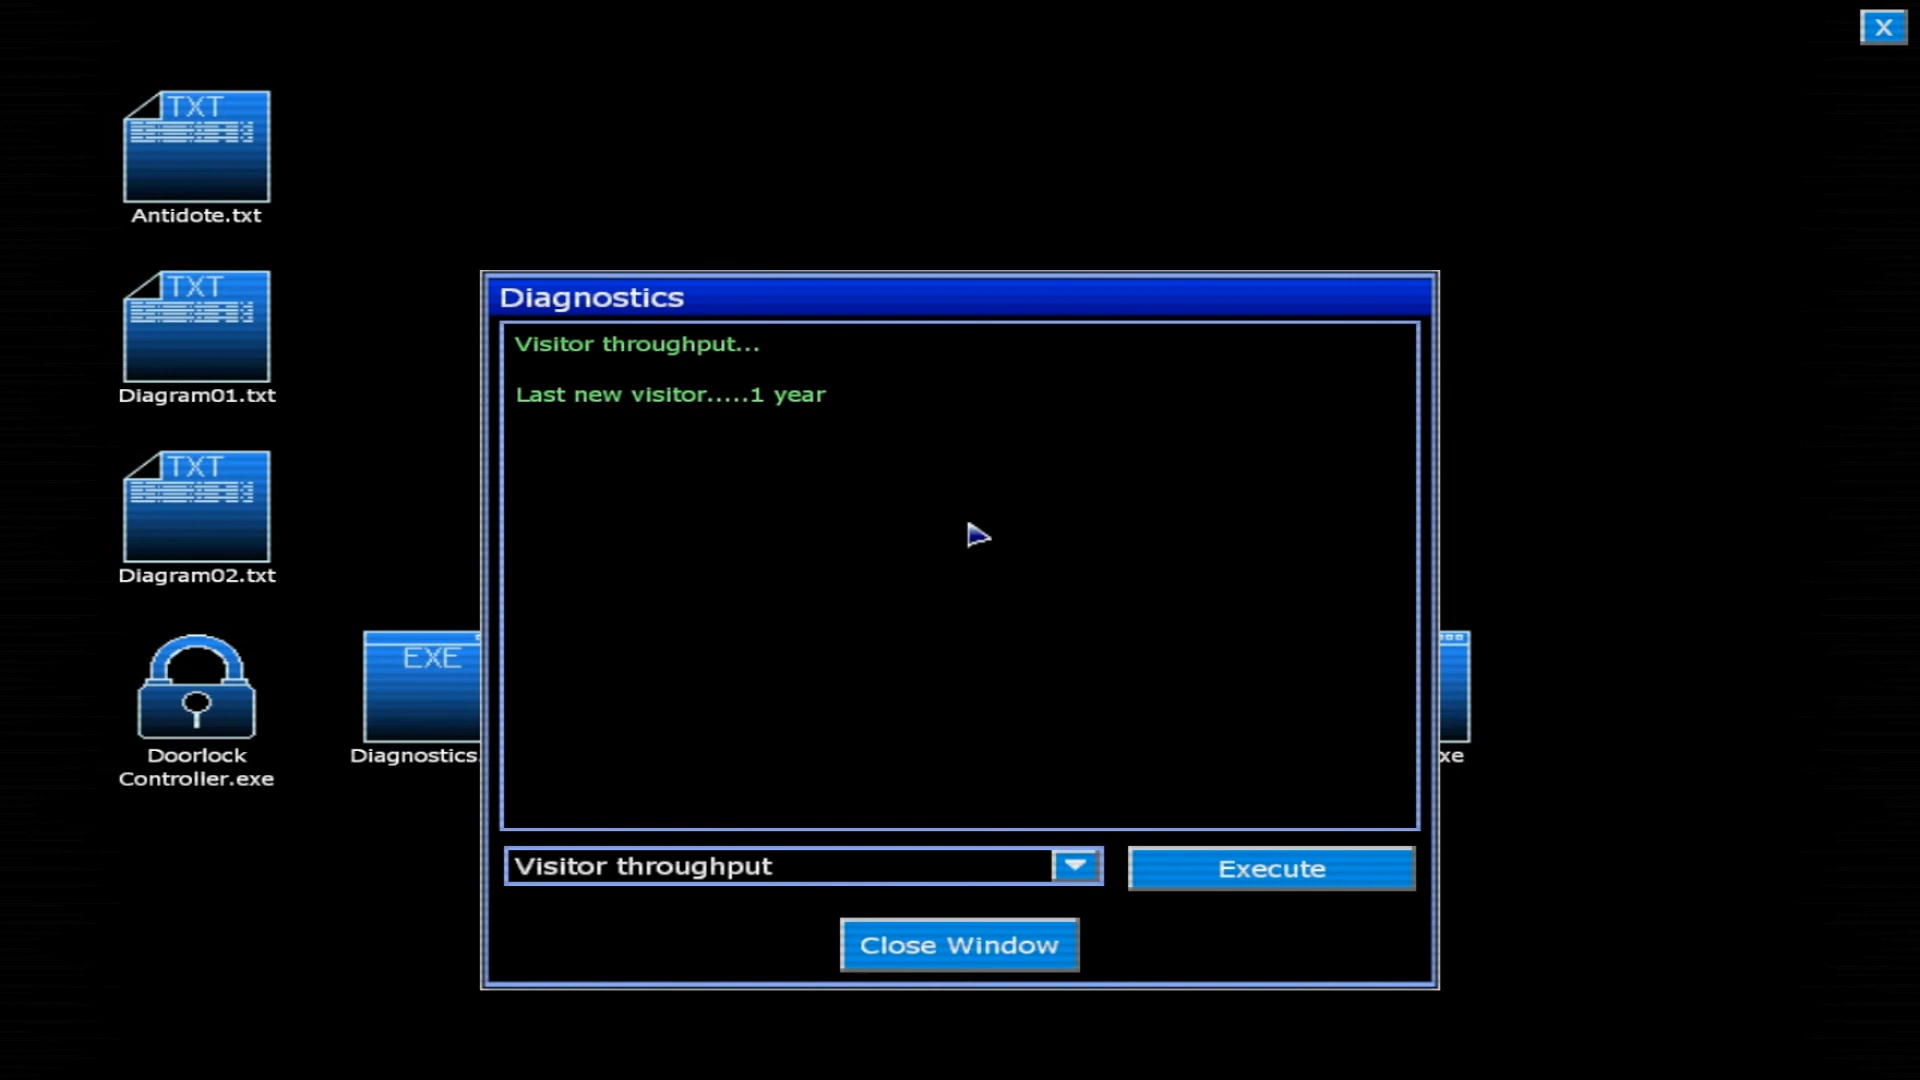 X
TXT
Antidote.txt
TXT
Diagram01.txt
TXT
Diagram02.txt
Doorlock
Controller.exe
EXE
Diagnostics.
Diagnostics
Visitor throughput...
Last new visitor.....1 year
Visitor throughput
Execute
Close Window
xe